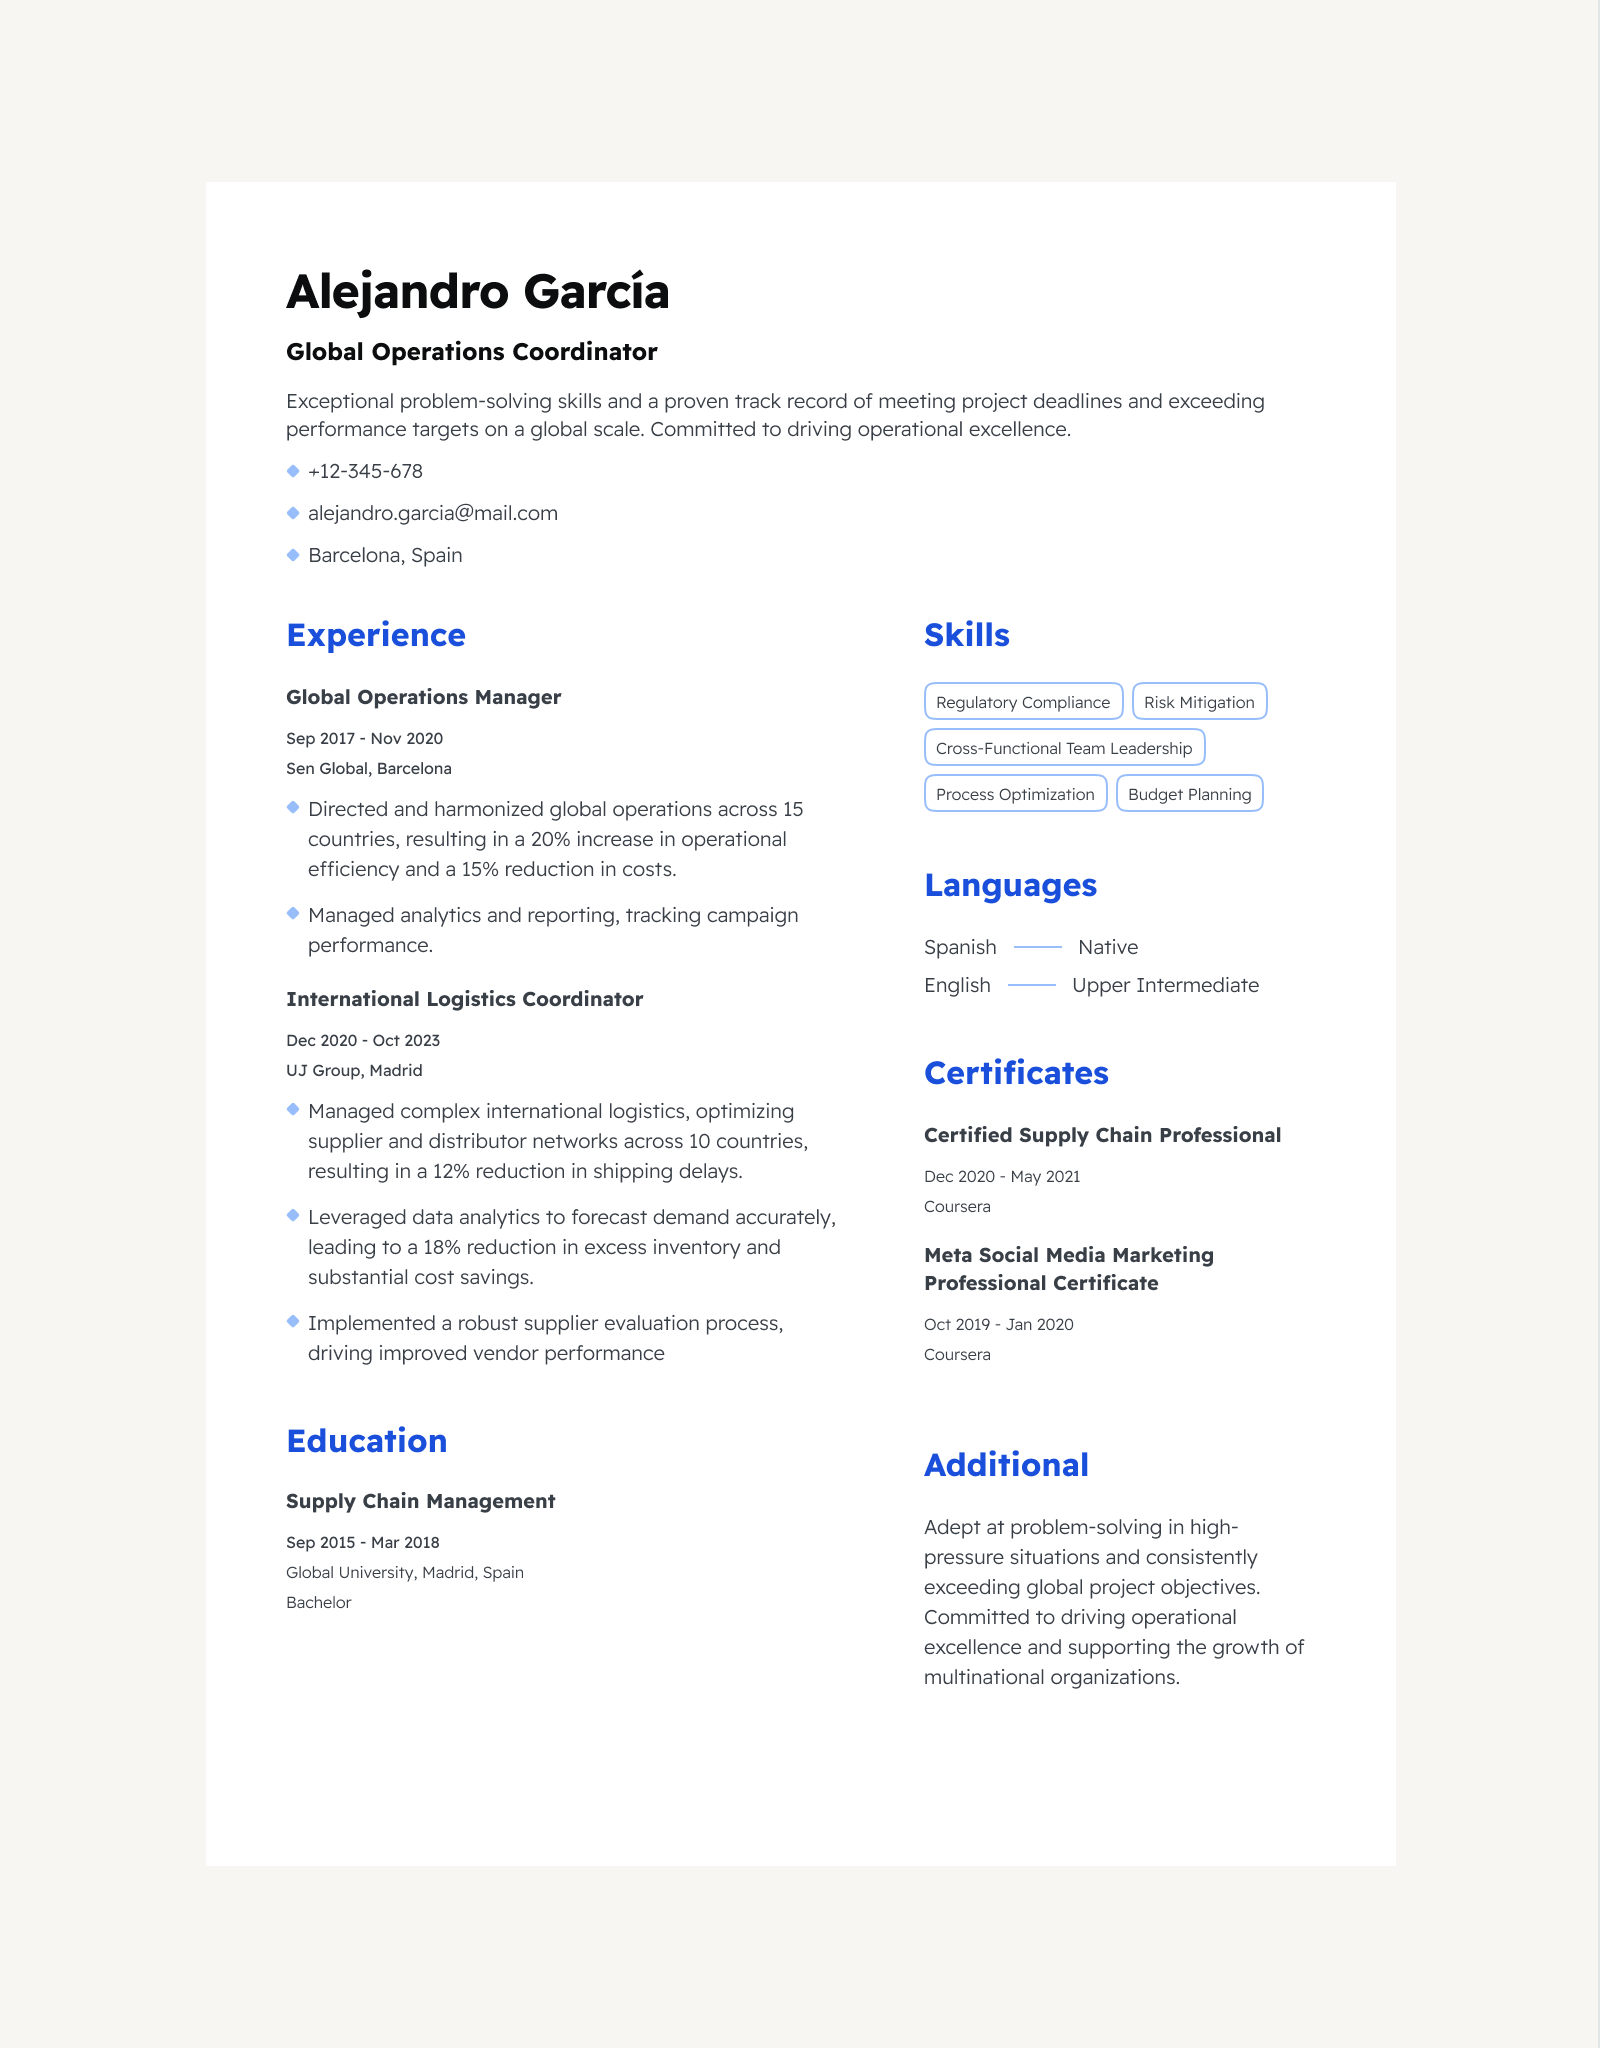 Alejandro García
Global Operations Coordinator
Exceptional problem-solving skills and a proven track record of meeting project deadlines and exceeding
performance targets on a global scale. Committed to driving operational excellence.
+12-345-678
alejandro.garcia@mail.com
Barcelona, Spain
Experience
Global Operations Manager
Sep 2017 - Nov 2020
Sen Global, Barcelona
Directed and harmonized global operations across 15
countries, resulting in a 20% increase in operational
efficiency and a 15% reduction in costs.
Managed analytics and reporting, tracking campaign
performance.
International Logistics Coordinator
Dec 2020 - Oct 2023
UJ Group, Madrid
Managed complex international logistics, optimizing
supplier and distributor networks across 10 countries,
resulting in a 12% reduction in shipping delays.
Leveraged data analytics to forecast demand accurately,
leading to a 18% reduction in excess inventory and
substantial cost savings.
Implemented a robust supplier evaluation process,
driving improved vendor performance
Education
Supply Chain Management
Sep 2015 - Mar 2018
Global University, Madrid, Spain
Bachelor
Skills
Regulatory Compliance Risk Mitigation
Cross-Functional Team Leadership
Process Optimization Budget Planning
Languages
Spanish Native
English Upper Intermediate
Certificates
Certified Supply Chain Professional
Dec 2020 - May 2021
Coursera
Meta Social Media Marketing
Professional Certificate
Oct 2019 - Jan 2020
Coursera
Additional
Adept at problem-solving in high-
pressure situations and consistently
exceeding global project objectives.
Committed to driving operational
excellence and supporting the growth of
multinational organizations.